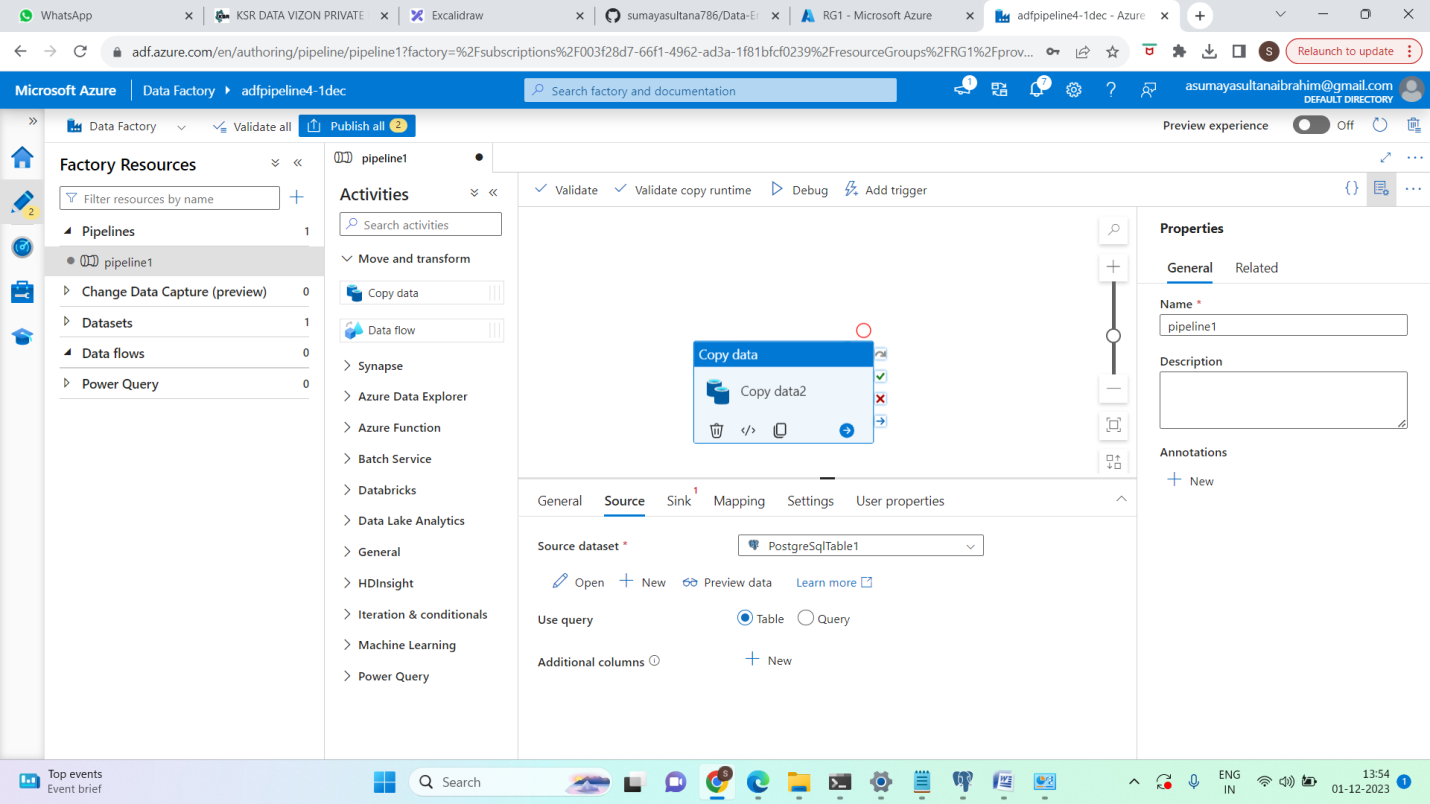 WhatsApp
KSR DATA VIZON PRIVATE
Excalidraw
sumayasultana786/Data-En
RG1 - Microsoft Azure
adfpipeline4-1dec - Azure
adf.azure.com/en/authoring/pipeline/pipeline1?factory=%2Fsubscriptions%2F003f28d7-66f1-4962-ad3a-1f81bfcf0239%2FresourceGroups%2FRG1%2Fprov...
S
Relaunch to update
Microsoft Azure
Data Factory
adfpipeline4-1dec
Search factory and documentation
1
7
asumayasultanaibrahim@gmail.com
DEFAULT DIRECTORY
Data Factory
Validate all
Publish all 2
Preview experience
Off
2
Factory Resources
Filter resources by name
Pipelines 1
pipeline1
Change Data Capture (preview) 0
Datasets 1
Data flows 0
Power Query 0
pipeline1
Activities
Search activities
Move and transform
Copy data
Data flow
Synapse
Azure Data Explorer
Azure Function
Batch Service
Databricks
Data Lake Analytics
General
HDInsight
Iteration & conditionals
Machine Learning
Power Query
Validate
Validate copy runtime
Debug
Add trigger
Copy data
Copy data2
General
Source
Sink 1
Mapping
Settings
User properties
Source dataset *
PostgreSqlTable1
Open
New
Preview data
Learn more
Use query
Table
Query
Additional columns
New
Properties
General
Related
Name *
pipeline1
Description
Annotations
New
Top events
Event brief
Search
S
ENG
IN
13:54
01-12-2023
1